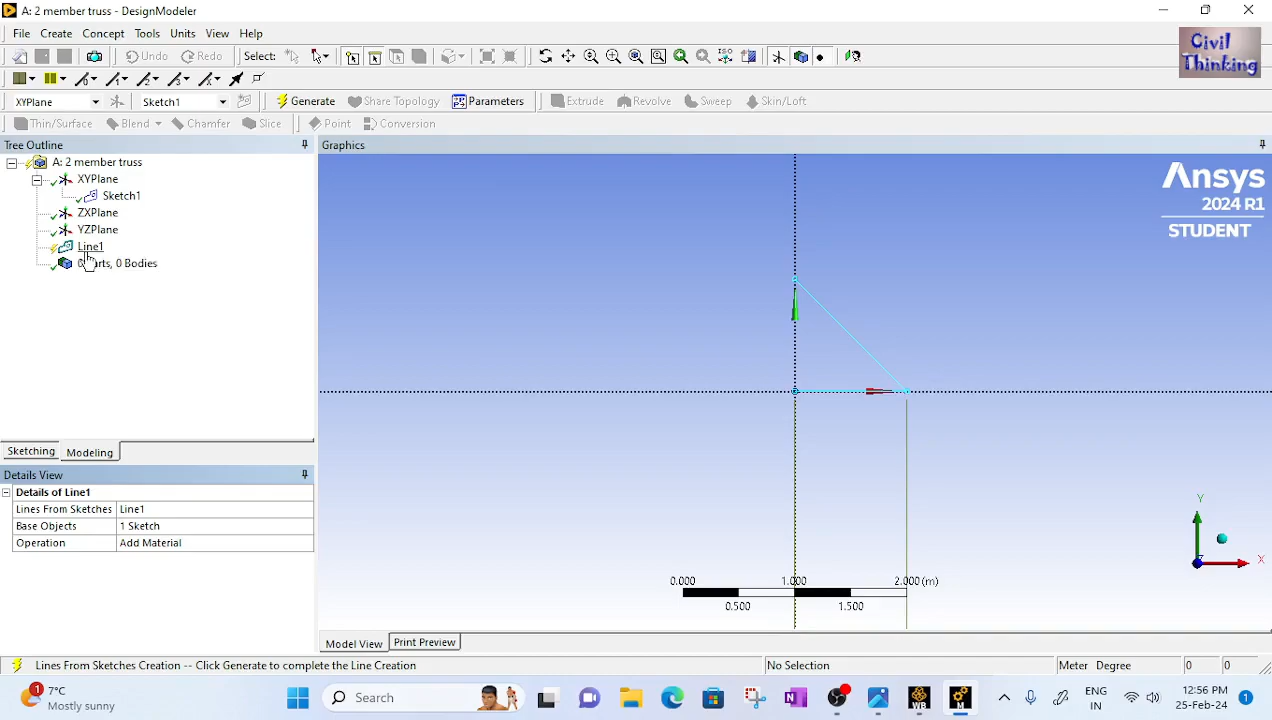 A: 2 member truss - DesignModeler
File Create Concept Tools Units View Help
Undo Redo Select:
XYPlane Sketch1 Generate Share Topology Parameters Extrude Revolve Sweep Skin/Loft
Thin/Surface Blend Chamfer Slice Point Conversion
Civil
Thinking
Tree Outline
A: 2 member truss
XYPlane
Sketch1
ZXPlane
YZPlane
Line1
0 Bodies
Sketching Modeling
Details View
Details of Line1
Lines From Sketches Line1
Base Objects 1 Sketch
Operation Add Material
Graphics
Ansys
2024 R1
STUDENT
Y
X
0.000 1.000 2.000 (m)
0.500 1.500
Model View Print Preview
Lines From Sketches Creation -- Click Generate to complete the Line Creation No Selection Meter Degree 0 0
1 7°C
Mostly sunny
Search
WB M
ENG
IN
12:56 PM
25-Feb-24
1